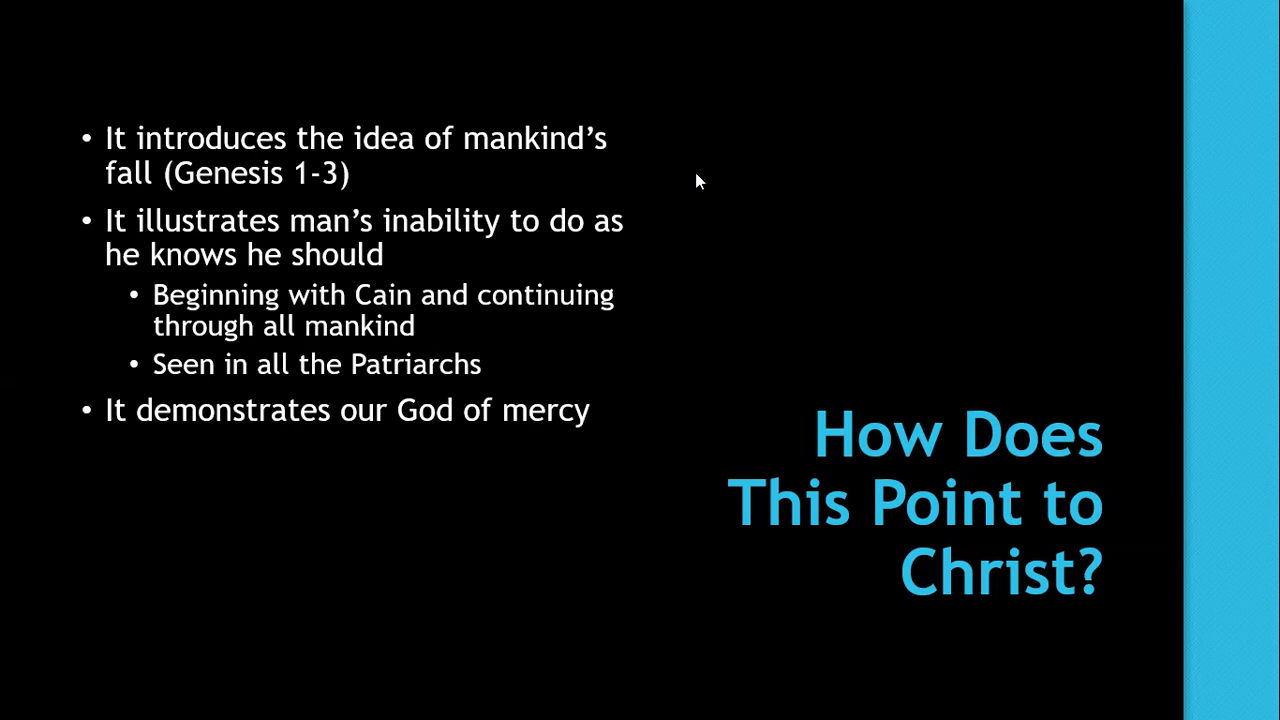 • It introduces the idea of mankind’s
fall (Genesis 1-3)
• It illustrates man’s inability to do as
he knows he should
• Beginning with Cain and continuing
through all mankind
• Seen in all the Patriarchs
• It demonstrates our God of mercy
How Does
This Point to
Christ?